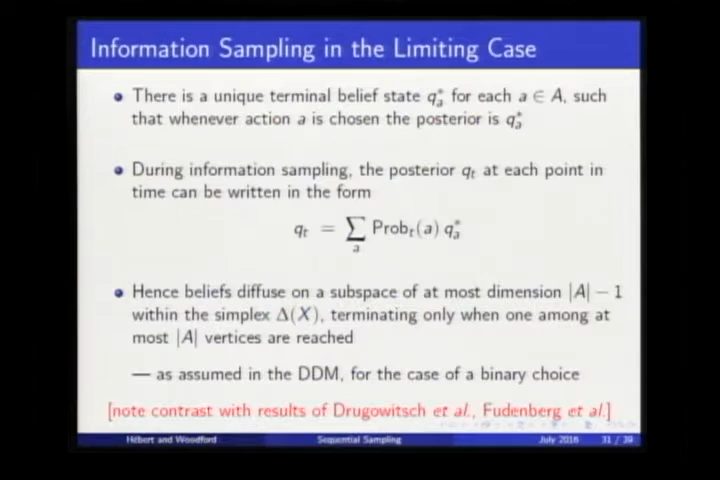 Information Sampling in the Limiting Case
There is a unique terminal belief state q*a for each a ∈ A, such
that whenever action a is chosen the posterior is q*a
During information sampling, the posterior qt at each point in
time can be written in the form
qt = ∑a Probt(a) q*a
Hence beliefs diffuse on a subspace of at most dimension |A| − 1
within the simplex Δ(X), terminating only when one among at
most |A| vertices are reached
— as assumed in the DDM, for the case of a binary choice
[note contrast with results of Drugowitsch et al., Fudenberg et al.]
Hébert and Woodford Sequential Sampling July 2016 31 / 39